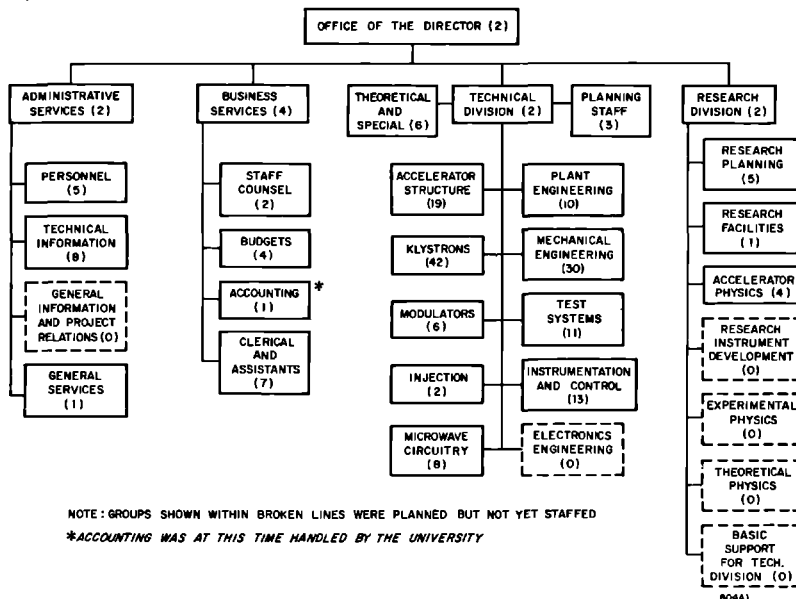 OFFICE OF THE DIRECTOR (2)
ADMINISTRATIVE
SERVICES (2)
PERSONNEL
(5)
TECHNICAL
INFORMATION
(8)
GENERAL
INFORMATION
AND PROJECT
RELATIONS (0)
GENERAL
SERVICES
(1)
BUSINESS
SERVICES (4)
STAFF
COUNSEL
(2)
BUDGETS
(4)
ACCOUNTING
(1)
*
CLERICAL
AND
ASSISTANTS
(7)
THEORETICAL
AND
SPECIAL (6)
TECHNICAL
DIVISION (2)
PLANNING
STAFF
(3)
ACCELERATOR
STRUCTURE
(19)
PLANT
ENGINEERING
(10)
KLYSTRONS
(42)
MECHANICAL
ENGINEERING
(30)
MODULATORS
(6)
TEST
SYSTEMS
(11)
INJECTION
(2)
INSTRUMENTATION
AND CONTROL
(13)
MICROWAVE
CIRCUITRY
(8)
ELECTRONICS
ENGINEERING
(0)
RESEARCH
DIVISION (2)
RESEARCH
PLANNING
(5)
RESEARCH
FACILITIES
(1)
ACCELERATOR
PHYSICS (4)
RESEARCH
INSTRUMENT
DEVELOPMENT
(0)
EXPERIMENTAL
PHYSICS
(0)
THEORETICAL
PHYSICS
(0)
BASIC
SUPPORT
FOR TECH.
DIVISION (0)
NOTE: GROUPS SHOWN WITHIN BROKEN LINES WERE PLANNED BUT NOT YET STAFFED
*ACCOUNTING WAS AT THIS TIME HANDLED BY THE UNIVERSITY
804A1